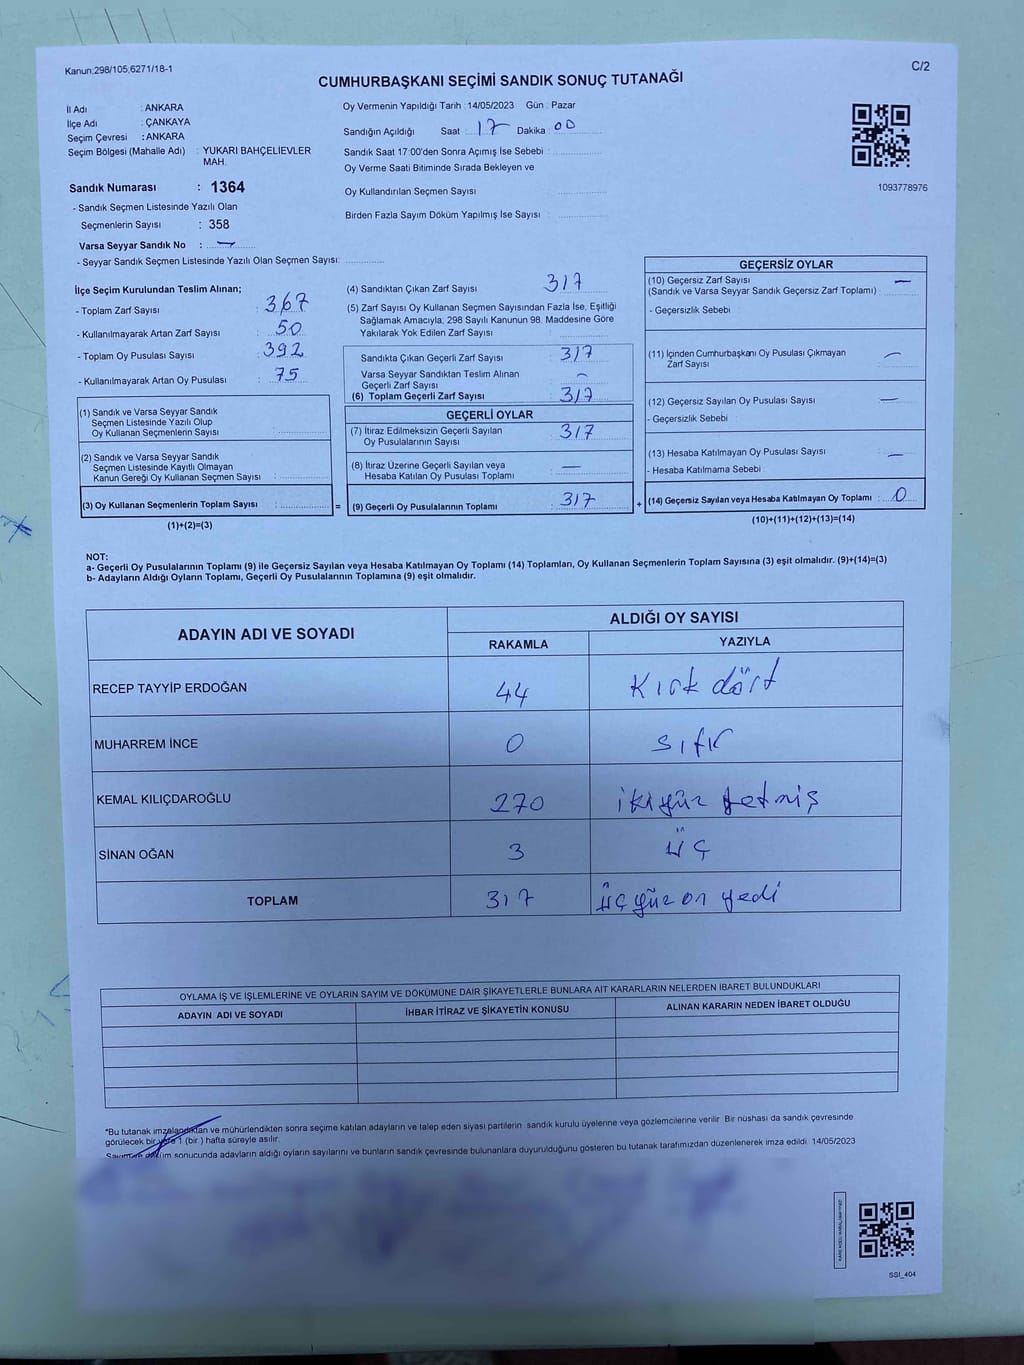 Kanun;298/105,6271/18-1
C/2
CUMHURBAŞKANI SEÇİMİ SANDIK SONUÇ TUTANAĞI
İl Adı : ANKARA
İlçe Adı : ÇANKAYA
Seçim Çevresi : ANKARA
Seçim Bölgesi (Mahalle Adı) : YUKARI BAHÇELİEVLER
MAH.
Sandık Numarası : 1364
- Sandık Seçmen Listesinde Yazılı Olan
Seçmenlerin Sayısı : 358
Varsa Seyyar Sandık No : —
- Seyyar Sandık Seçmen Listesinde Yazılı Olan Seçmen Sayısı:
Oy Vermenin Yapıldığı Tarih : 14/05/2023 Gün : Pazar
Sandığın Açıldığı Saat : 17 Dakika : 00
Sandık Saat 17:00'den Sonra Açımış İse Sebebi :
Oy Verme Saati Bitiminde Sırada Bekleyen ve
Oy Kullandırılan Seçmen Sayısı :
Birden Fazla Sayım Döküm Yapılmış İse Sayısı :
1093778976
İlçe Seçim Kurulundan Teslim Alınan;
- Toplam Zarf Sayısı : 367
- Kullanılmayarak Artan Zarf Sayısı : 50
- Toplam Oy Pusulası Sayısı : 392
- Kullanılmayarak Artan Oy Pusulası : 75
(1) Sandık ve Varsa Seyyar Sandık
Seçmen Listesinde Yazılı Olup
Oy Kullanan Seçmenlerin Sayısı :
(2) Sandık ve Varsa Seyyar Sandık
Seçmen Listesinde Kayıtlı Olmayan
Kanun Gereği Oy Kullanan Seçmen Sayısı :
(3) Oy Kullanan Seçmenlerin Toplam Sayısı :
(1)+(2)=(3)
(4) Sandıktan Çıkan Zarf Sayısı : 317
(5) Zarf Sayısı Oy Kullanan Seçmen Sayısından Fazla İse, Eşitliği
Sağlamak Amacıyla, 298 Sayılı Kanunun 98. Maddesine Göre
Yakılarak Yok Edilen Zarf Sayısı :
Sandıkta Çıkan Geçerli Zarf Sayısı : 317
Varsa Seyyar Sandıktan Teslim Alınan
Geçerli Zarf Sayısı : —
(6) Toplam Geçerli Zarf Sayısı : 317
GEÇERLİ OYLAR
(7) İtiraz Edilmeksizin Geçerli Sayılan
Oy Pusulalarının Sayısı : 317
(8) İtiraz Üzerine Geçerli Sayılan veya
Hesaba Katılan Oy Pusulası Toplamı : —
= (9) Geçerli Oy Pusulalarının Toplamı : 317
GEÇERSİZ OYLAR
(10) Geçersiz Zarf Sayısı
(Sandık ve Varsa Seyyar Sandık Geçersiz Zarf Toplamı) : —
- Geçersizlik Sebebi :
(11) İçinden Cumhurbaşkanı Oy Pusulası Çıkmayan
Zarf Sayısı : —
(12) Geçersiz Sayılan Oy Pusulası Sayısı : —
- Geçersizlik Sebebi :
(13) Hesaba Katılmayan Oy Pusulası Sayısı : —
- Hesaba Katılmama Sebebi :
+ (14) Geçersiz Sayılan veya Hesaba Katılmayan Oy Toplamı : 0
(10)+(11)+(12)+(13)=(14)
NOT:
a- Geçerli Oy Pusulalarının Toplamı (9) ile Geçersiz Sayılan veya Hesaba Katılmayan Oy Toplamı (14) Toplamları, Oy Kullanan Seçmenlerin Toplam Sayısına (3) eşit olmalıdır. (9)+(14)=(3)
b- Adayların Aldığı Oyların Toplamı, Geçerli Oy Pusulalarının Toplamına (9) eşit olmalıdır.
ADAYIN ADI VE SOYADI
ALDIĞI OY SAYISI
RAKAMLA YAZIYLA
RECEP TAYYİP ERDOĞAN 44 Kırk dört
MUHARREM İNCE 0 sıfır
KEMAL KILIÇDAROĞLU 270 ikiyüz yetmiş
SİNAN OĞAN 3 üç
TOPLAM 317 üçyüz on yedi
OYLAMA İŞ VE İŞLEMLERİNE VE OYLARIN SAYIM VE DÖKÜMÜNE DAİR ŞİKAYETLERLE BUNLARA AİT KARARLARIN NELERDEN İBARET BULUNDUKLARI
ADAYIN ADI VE SOYADI İHBAR İTİRAZ VE ŞİKAYETİN KONUSU ALINAN KARARIN NEDEN İBARET OLDUĞU
*Bu tutanak imzalandıktan ve mühürlendikten sonra seçime katılan adayların ve talep eden siyasi partilerin sandık kurulu üyelerine veya gözlemcilerine verilir. Bir nüshası da sandık çevresinde
görülecek bir yere 1 (bir ) hafta süreyle asılır.
Sayım ve döküm sonucunda adayların aldığı oyların sayılarını ve bunların sandık çevresinde bulunanlara duyurulduğunu gösteren bu tutanak tarafımızdan düzenlenerek imza edildi. 14/05/2023
SSI_404